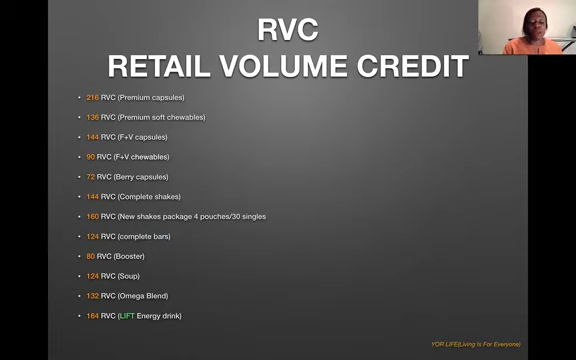 RVC
RETAIL VOLUME CREDIT
• 216 RVC (Premium capsules)
• 136 RVC (Premium soft chewables)
• 144 RVC (F+V capsules)
• 90 RVC (F+V chewables)
• 72 RVC (Berry capsules)
• 144 RVC (Complete shakes)
• 160 RVC (New shakes package 4 pouches/30 singles
• 124 RVC (complete bars)
• 80 RVC (Booster)
• 124 RVC (Soup)
• 132 RVC (Omega Blend)
• 164 RVC (LIFT Energy drink)
YOR LIFE(Living Is For Everyone)